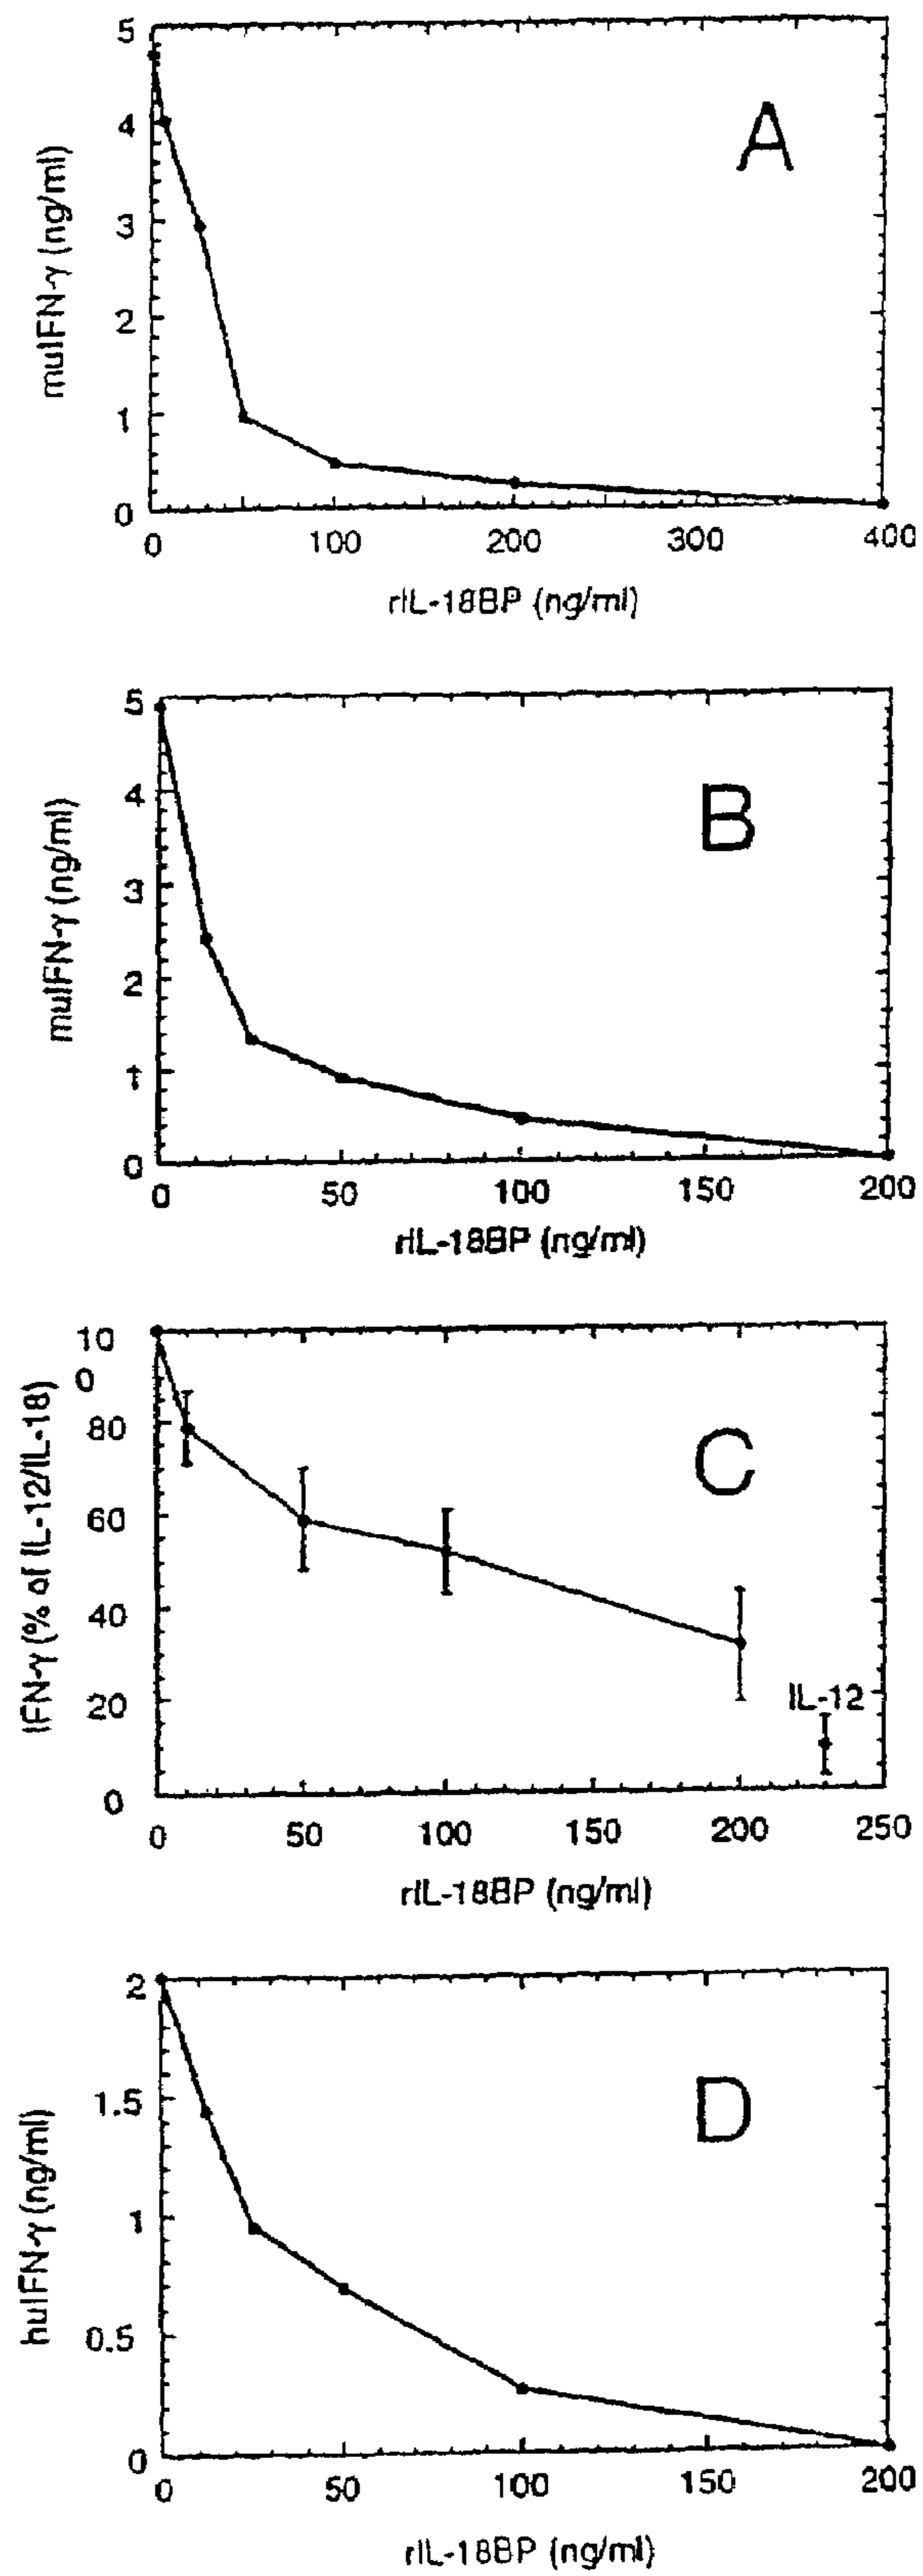 5
4
3
2
1
0
muIFN-γ (ng/ml)
A
0 100 200 300 400
rIL-18BP (ng/ml)
5
4
3
2
1
0
muIFN-γ (ng/ml)
B
0 50 100 150 200
rIL-18BP (ng/ml)
10
0
80
60
40
20
0
IFN-γ (% of IL-12/IL-18)
C
IL-12
0 50 100 150 200 250
rIL-18BP (ng/ml)
2
1.5
1
0.5
0
huIFN-γ (ng/ml)
D
0 50 100 150 200
rIL-18BP (ng/ml)